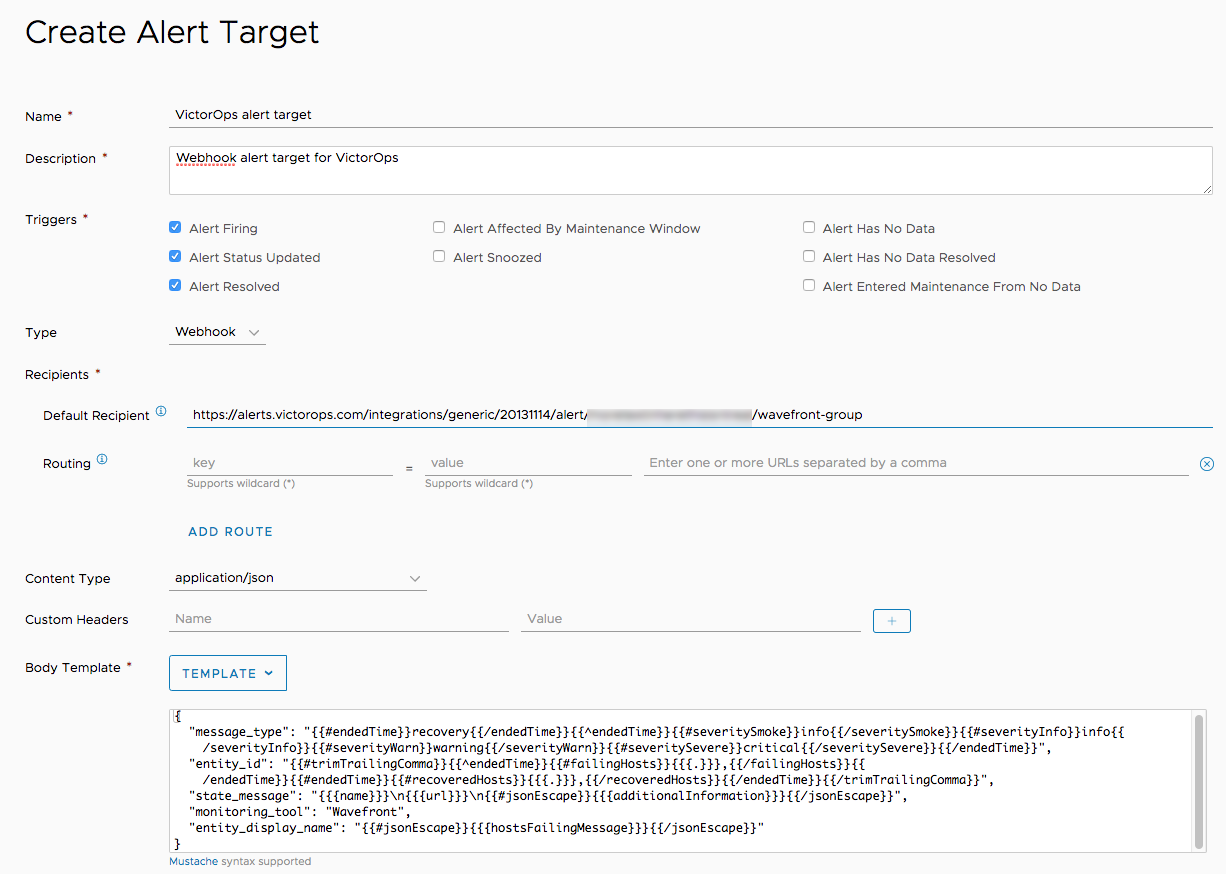 Create Alert Target
Name *
VictorOps alert target
Description *
Webhook alert target for VictorOps
Triggers *
Alert Firing
Alert Affected By Maintenance Window
Alert Has No Data
Alert Status Updated
Alert Snoozed
Alert Has No Data Resolved
Alert Resolved
Alert Entered Maintenance From No Data
Type
Webhook
Recipients *
Default Recipient
https://alerts.victorops.com/integrations/generic/20131114/alert/ /wavefront-group
Routing
key
=
value
Enter one or more URLs separated by a comma
Supports wildcard (*)
Supports wildcard (*)
ADD ROUTE
Content Type
application/json
Custom Headers
Name
Value
+
Body Template *
TEMPLATE
{
"message_type": "{{#endedTime}}recovery{{/endedTime}}{{^endedTime}}{{#severitySmoke}}info{{/severitySmoke}}{{#severityInfo}}info{{
/severityInfo}}{{#severityWarn}}warning{{/severityWarn}}{{#severitySevere}}critical{{/severitySevere}}{{/endedTime}}",
"entity_id": "{{#trimTrailingComma}}{{^endedTime}}{{#failingHosts}}{{{.}}},{{/failingHosts}}{{
/endedTime}}{{#endedTime}}{{#recoveredHosts}}{{{.}}},{{/recoveredHosts}}{{/endedTime}}{{/trimTrailingComma}}",
"state_message": "{{{name}}}\n{{{url}}}\n{{#jsonEscape}}{{{additionalInformation}}}{{/jsonEscape}}",
"monitoring_tool": "Wavefront",
"entity_display_name": "{{#jsonEscape}}{{{hostsFailingMessage}}}{{/jsonEscape}}"
}
Mustache syntax supported